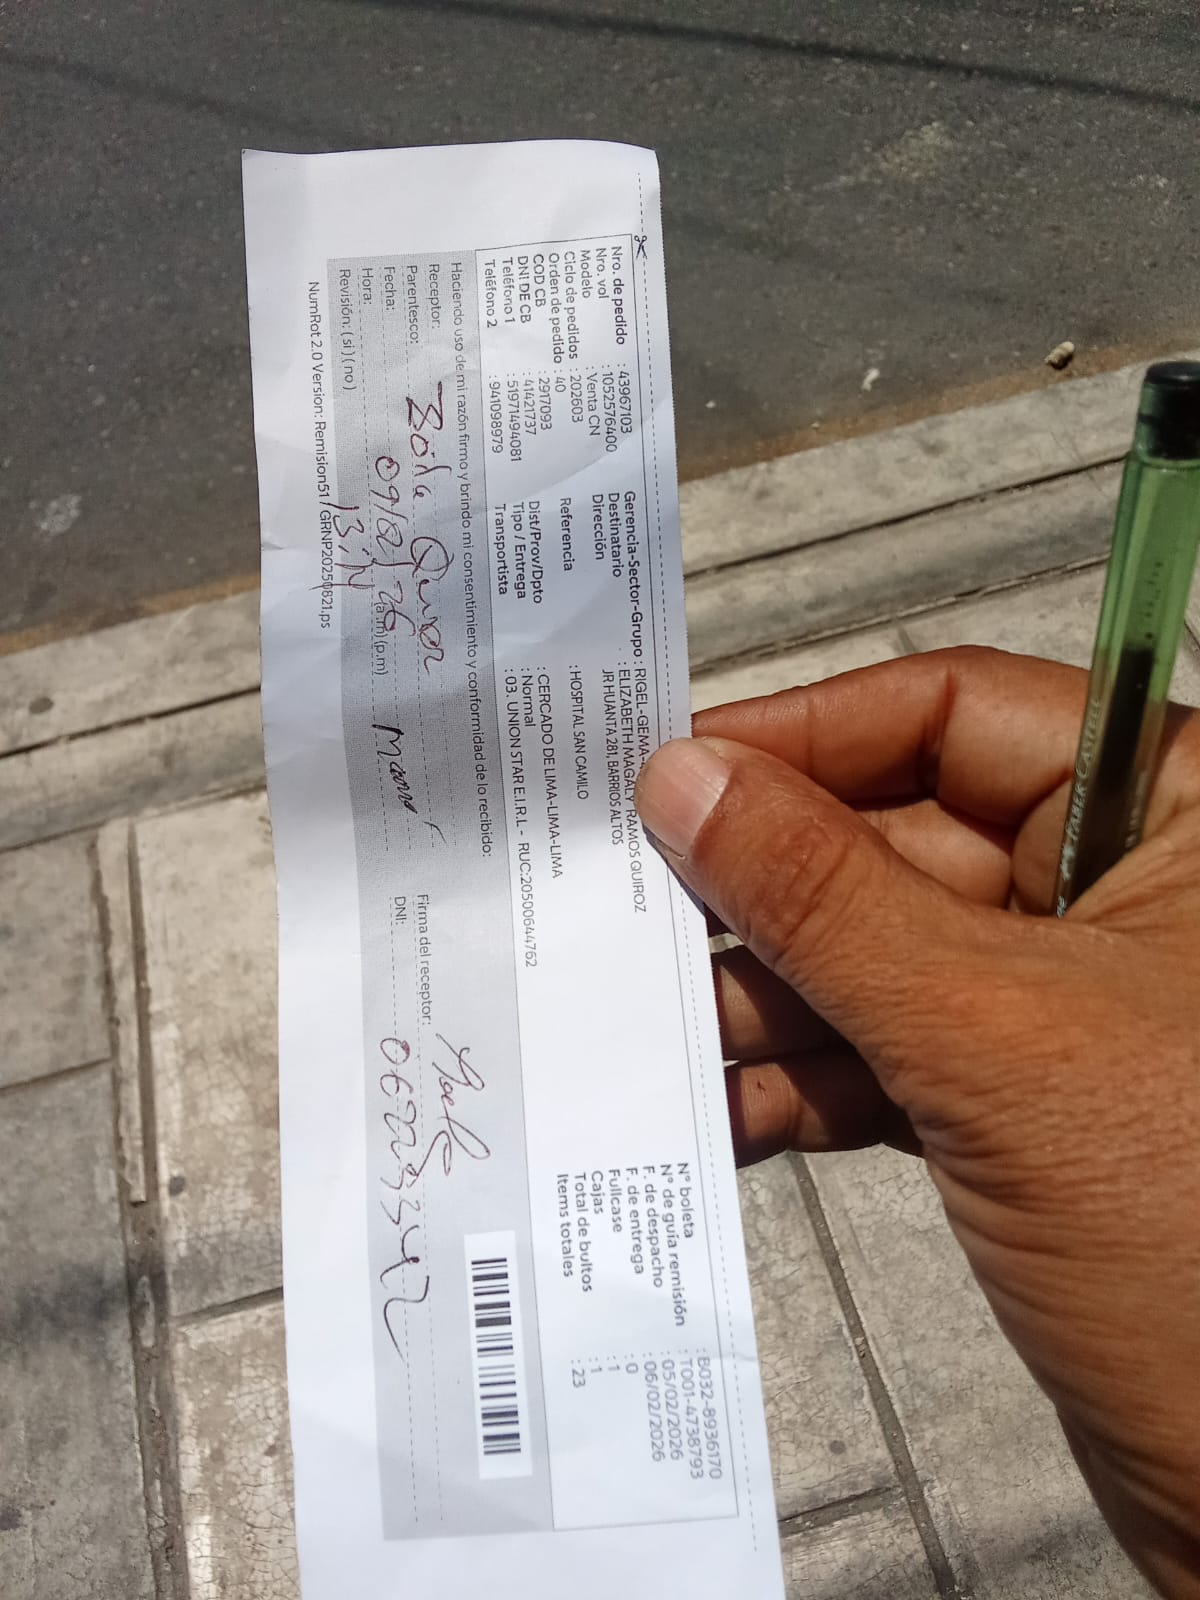 Nro. de pedido : 43967103
Nro. vol : 1052576400
Modelo : Venta CN
Ciclo de pedidos : 202603
Orden de pedido : 40
COD CB : 2917093
DNI DE CB : 41421737
Teléfono 1 : 51971494081
Teléfono 2 : 941098979
Gerencia-Sector-Grupo : RIGEL-GEMA-
Destinatario : ELIZABETH MAGALY RAMOS QUIROZ
Dirección JR HUANTA 281, BARRIOS ALTOS
Referencia : HOSPITAL SAN CAMILO
Dist/Prov/Dpto : CERCADO DE LIMA-LIMA-LIMA
Tipo / Entrega : Normal
Transportista : 03. UNION STAR E.I.R.L - RUC:20500644762
N° boleta : B032-8936170
N° de guía remisión : T001-4738793
F. de despacho : 05/02/2026
F. de entrega : 06/02/2026
Fullcase : 0
Cajas : 1
Total de bultos : 1
Items totales : 23
Haciendo uso de mi razón firmo y brindo mi consentimiento y conformidad de lo recibido:
Receptor:
Parentesco: mamá
Fecha:
Hora: (a.m)(p.m)
Revisión: ( si ) ( no )
Firma del receptor:
DNI:
NumRot 2.0 Version: Remision51 / GRNP20250821.ps
FABER CASTELL